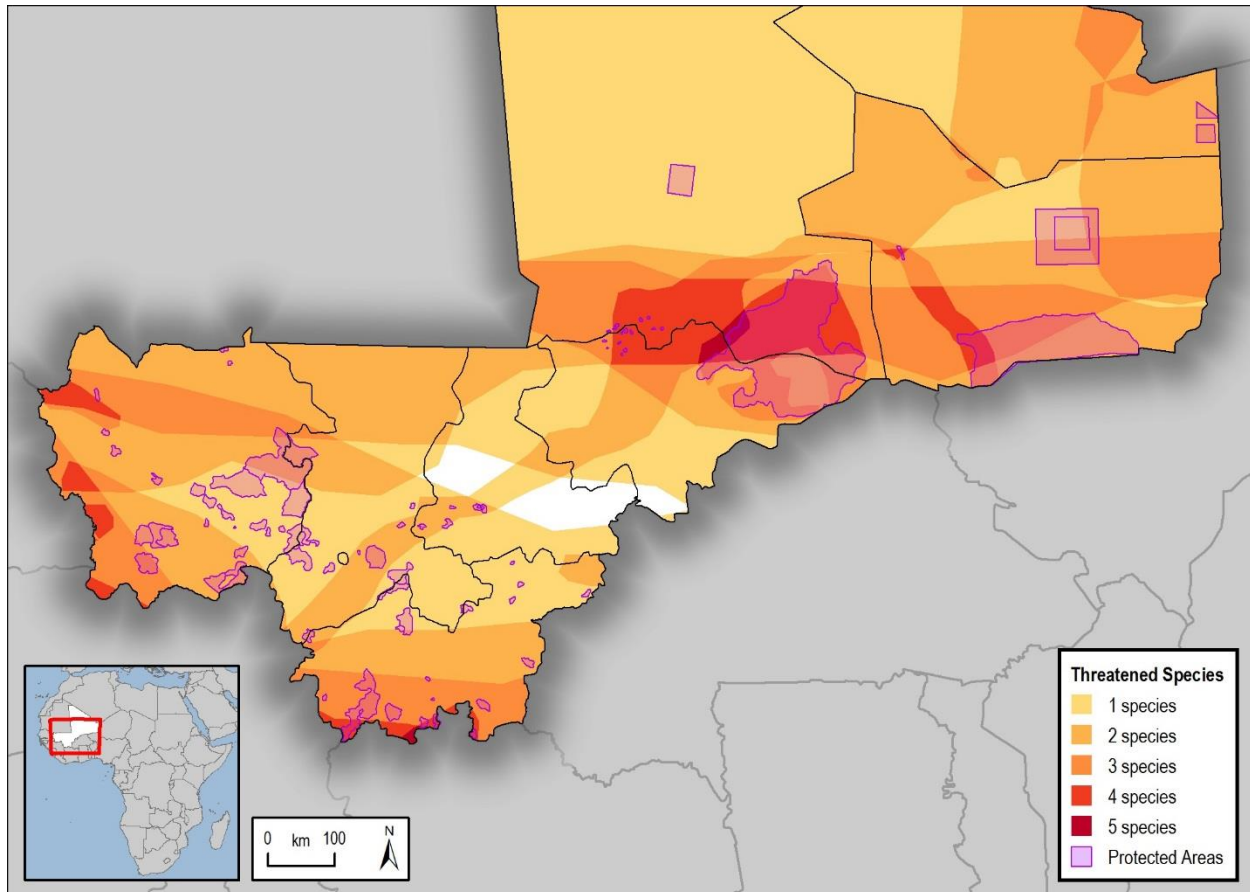 Threatened Species
1 species
2 species
3 species
4 species
5 species
Protected Areas
0 km 100
N